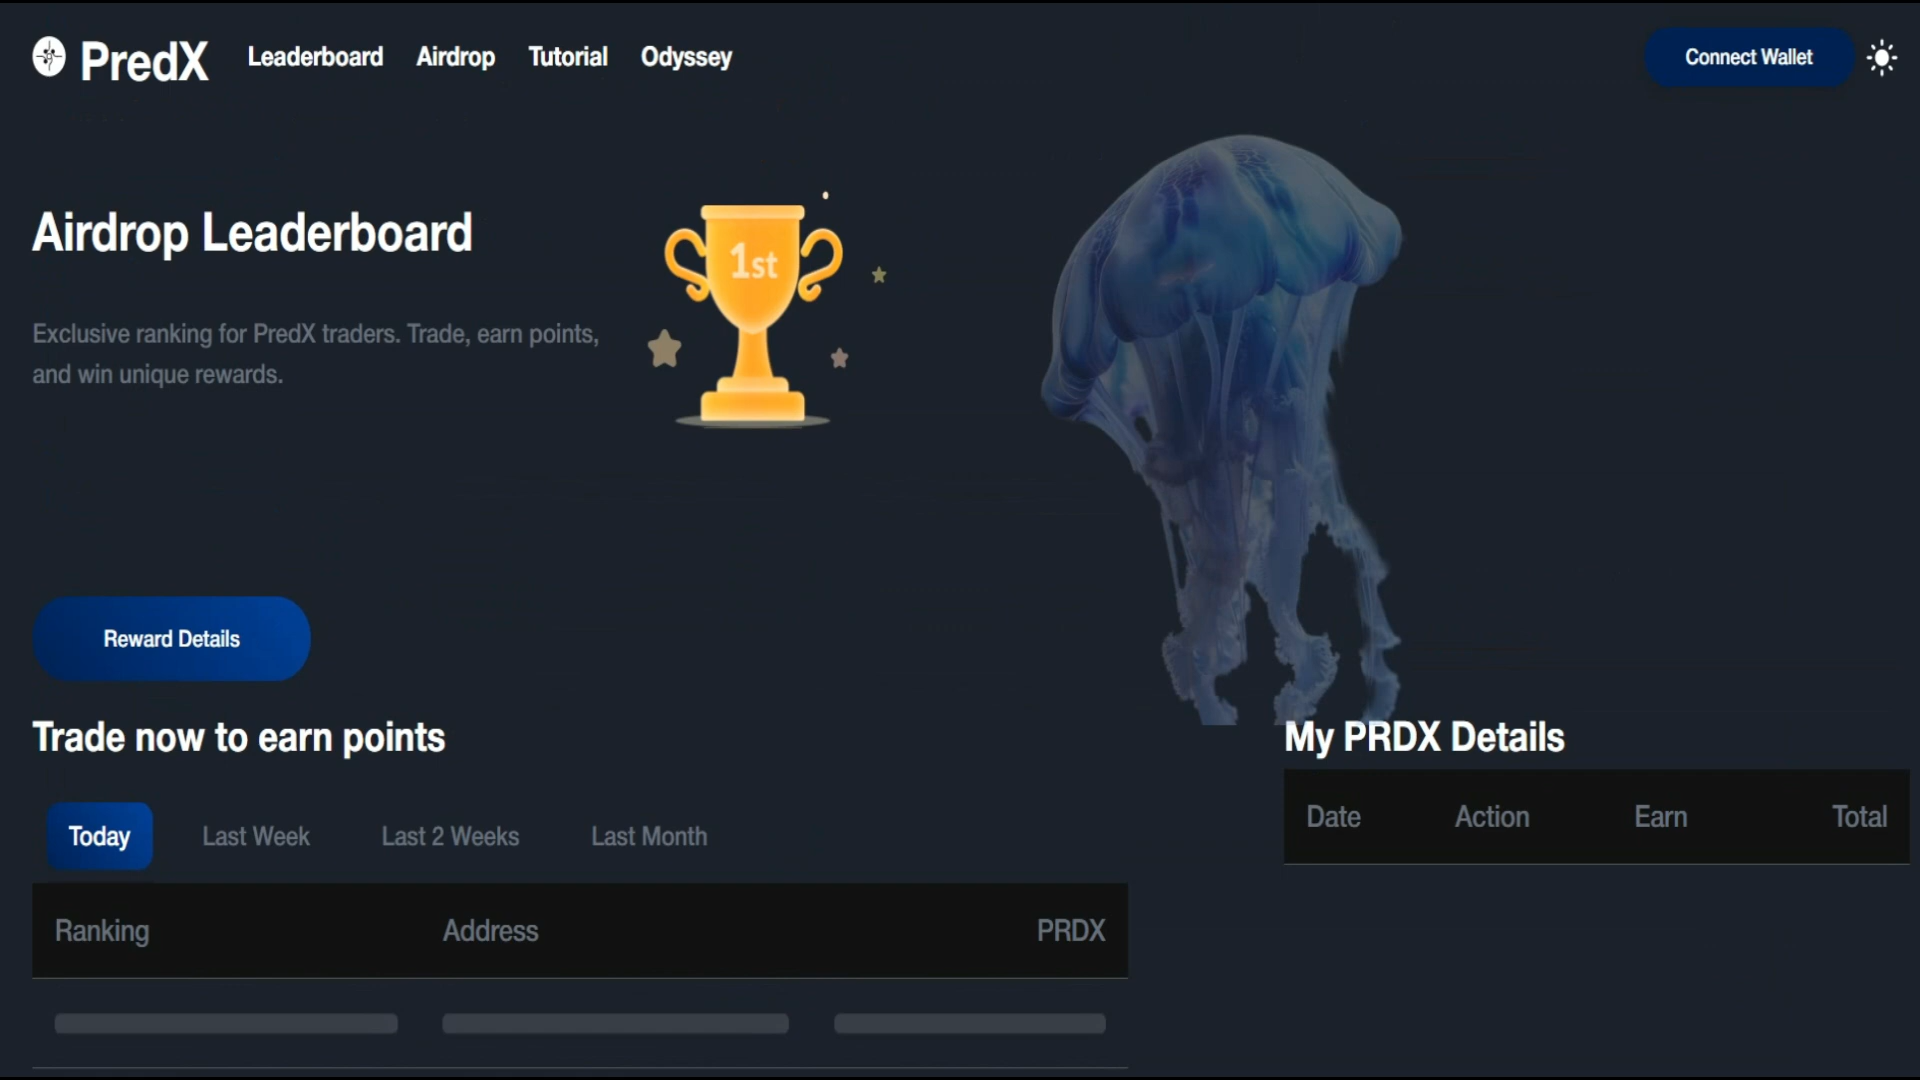 PredX
Leaderboard
Airdrop
Tutorial
Odyssey
Connect Wallet
Airdrop Leaderboard
1st
Exclusive ranking for PredX traders. Trade, earn points,
and win unique rewards.
Reward Details
Trade now to earn points
Today
Last Week
Last 2 Weeks
Last Month
Ranking
Address
PRDX
My PRDX Details
Date
Action
Earn
Total